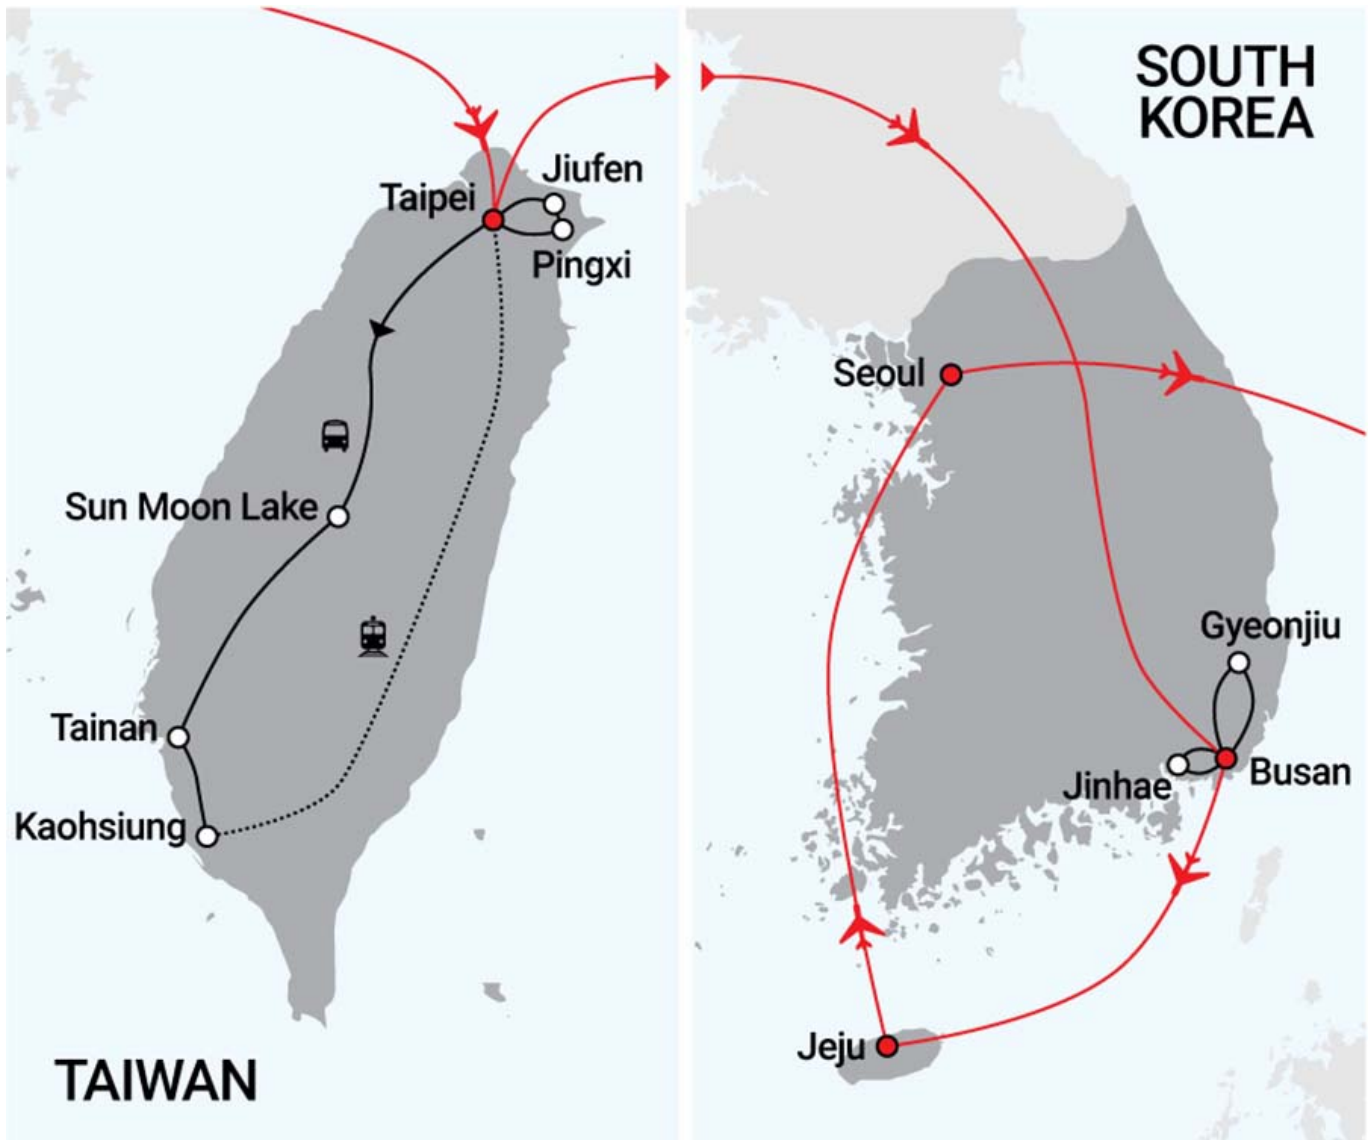 Jiufen
Taipei
Pingxi
Sun Moon Lake
Tainan
Kaohsiung
TAIWAN
SOUTH
KOREA
Seoul
Gyeonjiu
Busan
Jinhae
Jeju